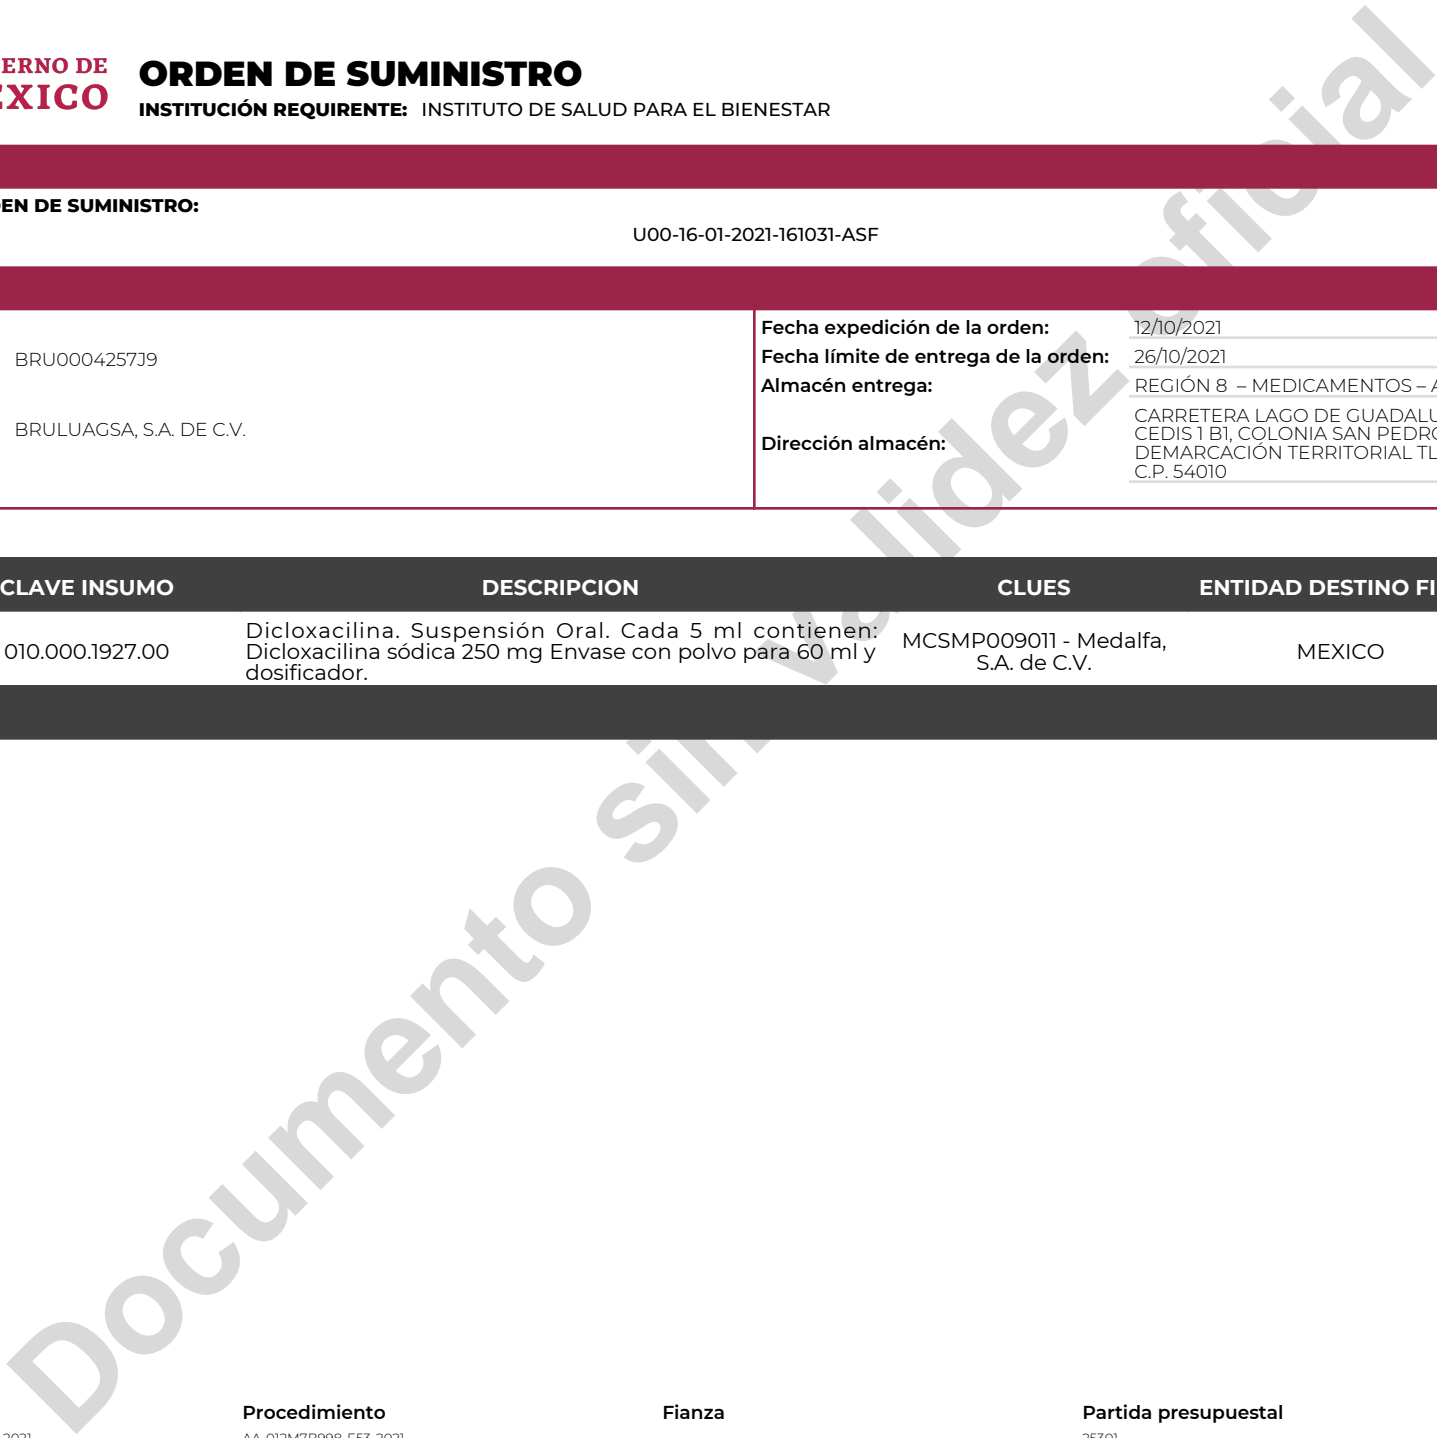 ERNO DE
EXICO
ORDEN DE SUMINISTRO
INSTITUCIÓN REQUIRENTE: INSTITUTO DE SALUD PARA EL BIENESTAR
EN DE SUMINISTRO:
U00-16-01-2021-161031-ASF
BRU0004257J9
BRULUAGSA, S.A. DE C.V.
Fecha expedición de la orden: 12/10/2021
Fecha límite de entrega de la orden: 26/10/2021
Almacén entrega: REGIÓN 8 – MEDICAMENTOS – A
Dirección almacén:
CARRETERA LAGO DE GUADALU
CEDIS 1 B1, COLONIA SAN PEDRO
DEMARCACIÓN TERRITORIAL TL
C.P. 54010
CLAVE INSUMO DESCRIPCION CLUES ENTIDAD DESTINO FI
010.000.1927.00
Dicloxacilina. Suspensión Oral. Cada 5 ml contienen:
Dicloxacilina sódica 250 mg Envase con polvo para 60 ml y
dosificador.
MCSMP009011 - Medalfa,
S.A. de C.V.
MEXICO
Documento sin validez oficial
Procedimiento Fianza Partida presupuestal